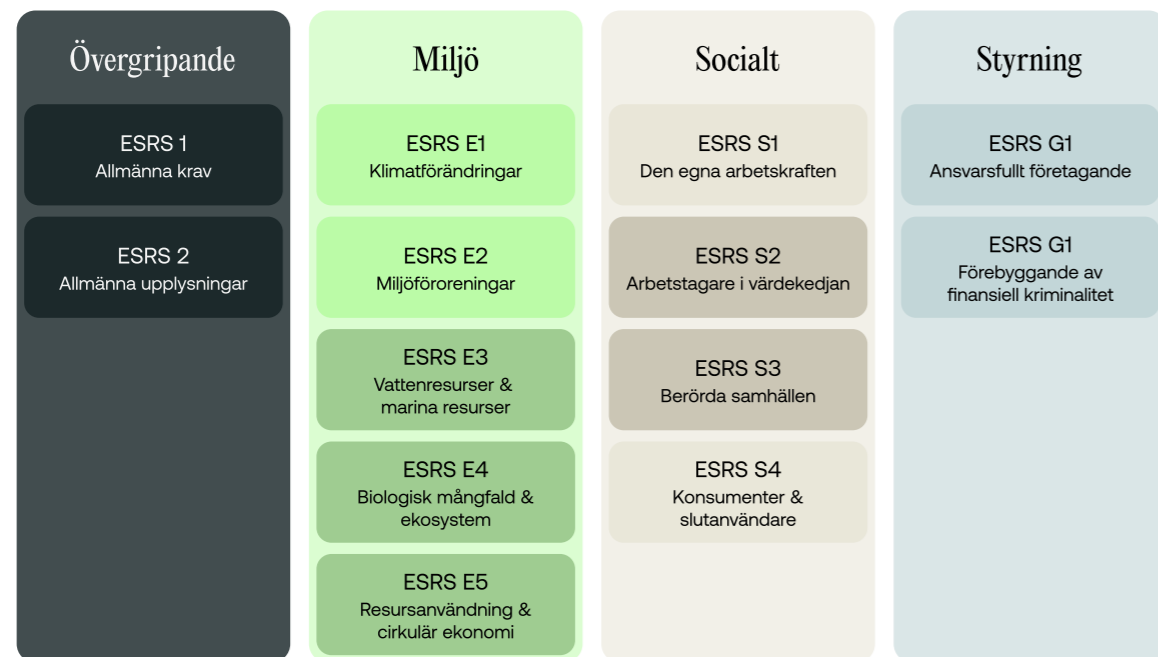 Övergripande
ESRS 1
Allmänna krav
ESRS 2
Allmänna upplysningar
Miljö
ESRS E1
Klimatförändringar
ESRS E2
Miljöföroreningar
ESRS E3
Vattenresurser &
marina resurser
ESRS E4
Biologisk mångfald &
ekosystem
ESRS E5
Resursanvändning &
cirkulär ekonomi
Socialt
ESRS S1
Den egna arbetskraften
ESRS S2
Arbetstagare i värdekedjan
ESRS S3
Berörda samhällen
ESRS S4
Konsumenter &
slutanvändare
Styrning
ESRS G1
Ansvarsfullt företagande
ESRS G1
Förebyggande av
finansiell kriminalitet